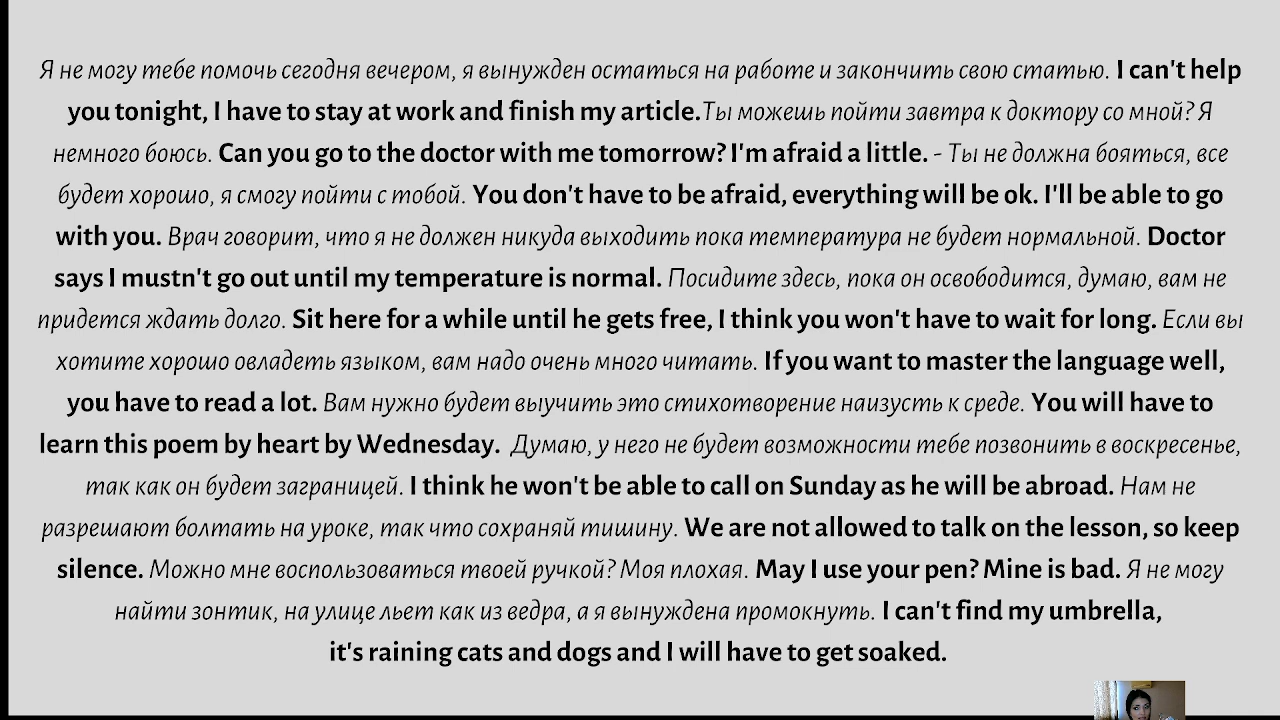 Я не могу тебе помочь сегодня вечером, я вынужден остаться на работе и закончить свою статью. I can't help
you tonight, I have to stay at work and finish my article.Ты можешь пойти завтра к доктору со мной? Я
немного боюсь. Can you go to the doctor with me tomorrow? I'm afraid a little. - Ты не должна бояться, все
будет хорошо, я смогу пойти с тобой. You don't have to be afraid, everything will be ok. I'll be able to go
with you. Врач говорит, что я не должен никуда выходить пока температура не будет нормальной. Doctor
says I mustn't go out until my temperature is normal. Посидите здесь, пока он освободится, думаю, вам не
придется ждать долго. Sit here for a while until he gets free, I think you won't have to wait for long. Если вы
хотите хорошо овладеть языком, вам надо очень много читать. If you want to master the language well,
you have to read a lot. Вам нужно будет выучить это стихотворение наизусть к среде. You will have to
learn this poem by heart by Wednesday. Думаю, у него не будет возможности тебе позвонить в воскресенье,
так как он будет заграницей. I think he won't be able to call on Sunday as he will be abroad. Нам не
разрешают болтать на уроке, так что сохраняй тишину. We are not allowed to talk on the lesson, so keep
silence. Можно мне воспользоваться твоей ручкой? Моя плохая. May I use your pen? Mine is bad. Я не могу
найти зонтик, на улице льет как из ведра, а я вынуждена промокнуть. I can't find my umbrella,
it's raining cats and dogs and I will have to get soaked.